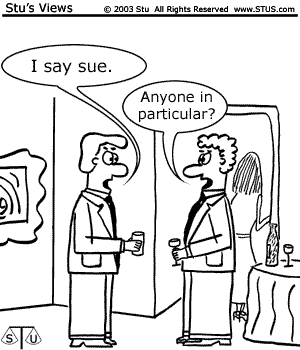 Stu's Views
© 2003 Stu All Rights Reserved www.STUS.com
I say sue.
Anyone in
particular?
S T U